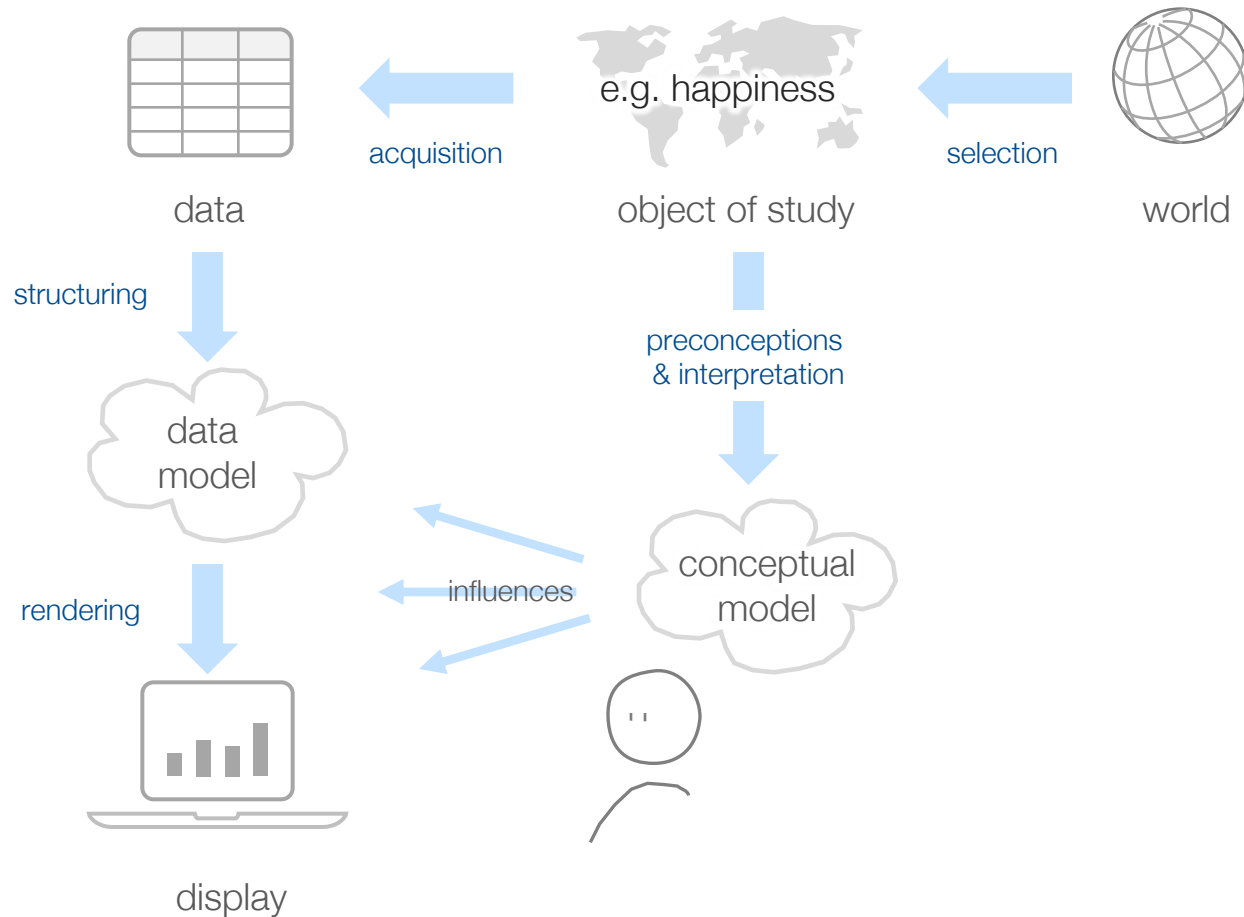 e.g. happiness
acquisition
selection
data
object of study
world
structuring
preconceptions
& interpretation
data
model
conceptual
model
influences
rendering
display